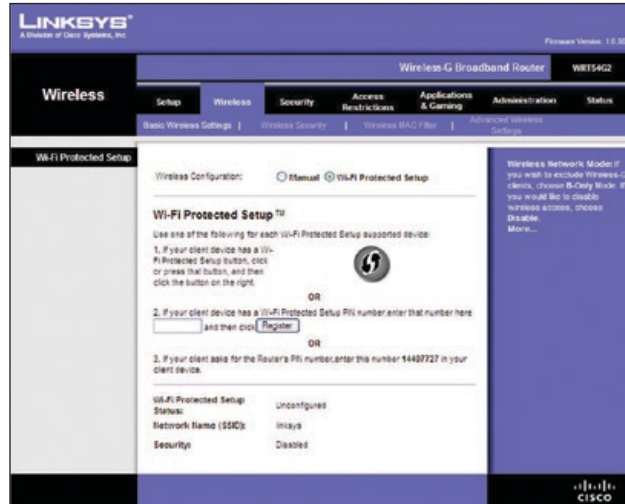 LINKSYS®
A Division of Cisco Systems, Inc.
Firmware Version: 1.0.00
Wireless-G Broadband Router
WRT54G2
Wireless
Setup
Wireless
Security
Access
Restrictions
Applications
& Gaming
Administration
Status
Basic Wireless Settings |
Wireless Security |
Wireless MAC Filter |
Advanced Wireless
Settings
Wi-Fi Protected Setup
Wireless Configuration:
Manual
Wi-Fi Protected Setup
Wi-Fi Protected Setup™
Use one of the following for each Wi-Fi Protected Setup supported device:
1. If your client device has a Wi-
Fi Protected Setup button, click
or press that button, and then
click the button on the right.
OR
2. If your client device has a Wi-Fi Protected Setup PIN number,enter that number here
and then click Register
OR
3. If your client asks for the Router's PIN number,enter this number 14407727 in your
client device.
Wi-Fi Protected Setup
Status:
Unconfigured
Network Name (SSID):
linksys
Security:
Disabled
Wireless Network Mode: If
you wish to exclude Wireless-G
clients, choose B-Only Mode. If
you would like to disable
wireless access, choose
Disable.
More...
CISCO